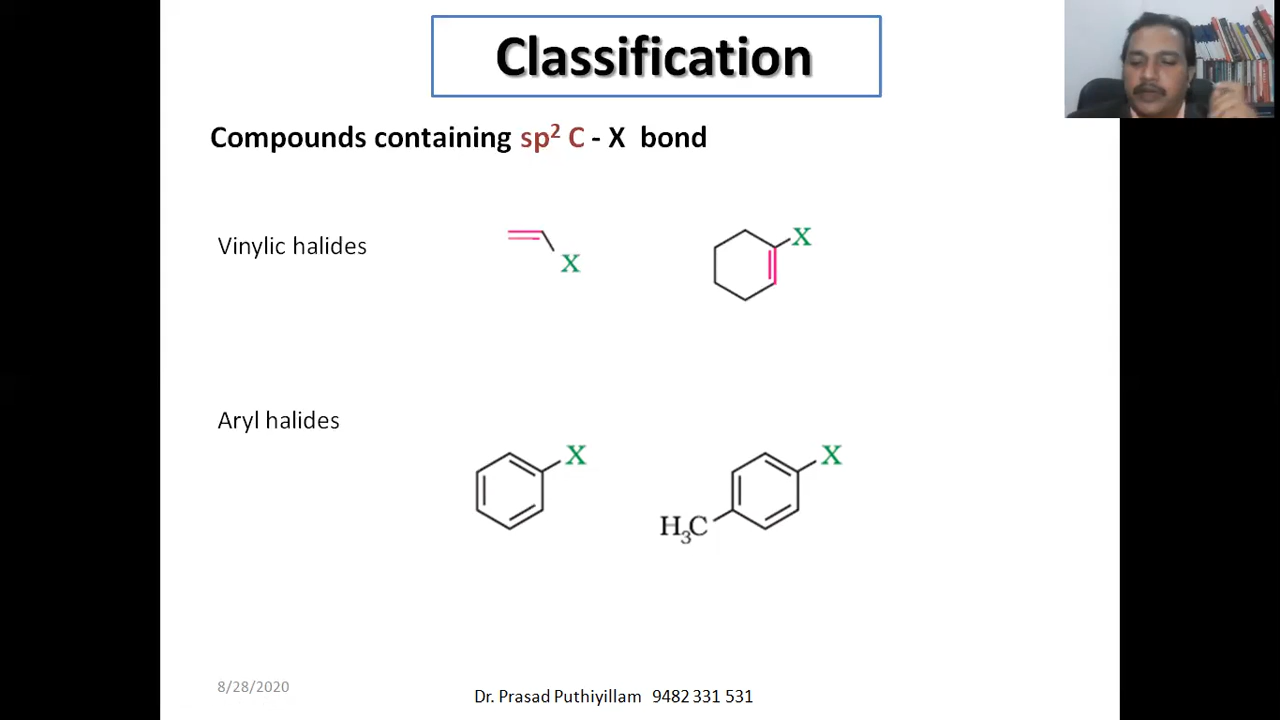 Classification
Compounds containing sp² C - X bond
Vinylic halides
X
X
Aryl halides
X
X
H₃C
8/28/2020
Dr. Prasad Puthiyillam 9482 331 531